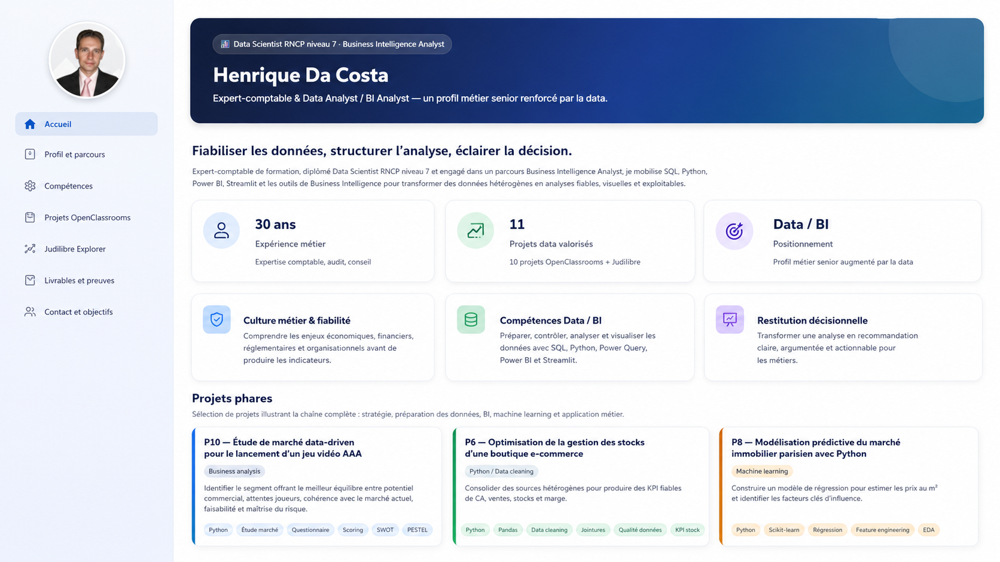 Accueil
Profil et parcours
Compétences
Projets OpenClassrooms
Judilibre Explorer
Livrables et preuves
Contact et objectifs
Data Scientist RNCP niveau 7 · Business Intelligence Analyst
Henrique Da Costa
Expert-comptable & Data Analyst / BI Analyst — un profil métier senior renforcé par la data.
Fiabiliser les données, structurer l’analyse, éclairer la décision.
Expert-comptable de formation, diplômé Data Scientist RNCP niveau 7 et engagé dans un parcours Business Intelligence Analyst, je mobilise SQL, Python,
Power BI, Streamlit et les outils de Business Intelligence pour transformer des données hétérogènes en analyses fiables, visuelles et exploitables.
30 ans
Expérience métier
Expertise comptable, audit, conseil
11
Projets data valorisés
10 projets OpenClassrooms + Judilibre
Data / BI
Positionnement
Profil métier senior augmenté par la data
Culture métier & fiabilité
Comprendre les enjeux économiques, financiers,
réglementaires et organisationnels avant de
produire les indicateurs.
Compétences Data / BI
Préparer, contrôler, analyser et visualiser les
données avec SQL, Python, Power Query,
Power BI et Streamlit.
Restitution décisionnelle
Transformer une analyse en recommandation
claire, argumentée et actionnable pour
les métiers.
Projets phares
Sélection de projets illustrant la chaîne complète : stratégie, préparation des données, BI, machine learning et application métier.
P10 — Étude de marché data-driven
pour le lancement d’un jeu vidéo AAA
Business analysis
Identifier le segment offrant le meilleur équilibre entre potentiel
commercial, attentes joueurs, cohérence avec le marché actuel,
faisabilité et maîtrise du risque.
Python Étude marché Questionnaire Scoring SWOT PESTEL
P6 — Optimisation de la gestion des stocks
d’une boutique e-commerce
Python / Data cleaning
Consolider des sources hétérogènes pour produire des KPI fiables
de CA, ventes, stocks et marge.
Python Pandas Data cleaning Jointures Qualité données KPI stock
P8 — Modélisation prédictive du marché
immobilier parisien avec Python
Machine learning
Construire un modèle de régression pour estimer les prix au m²
et identifier les facteurs clés d’influence.
Python Scikit-learn Régression Feature engineering EDA